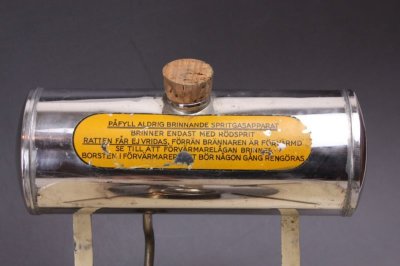 PÅFYLL ALDRIG BRINNANDE SPRITGASAPPARAT
BRINNER ENDAST MED RÖDSPRIT
RATTEN FÅR EJ VRIDAS, FÖRRÄN BRÄNNAREN ÄR FÖRVÄRMD
SE TILL ATT FÖRVÄRMARELÅGAN BRINNER
BORSTEN I BÖR NÅGON GÅNG RENGÖRAS